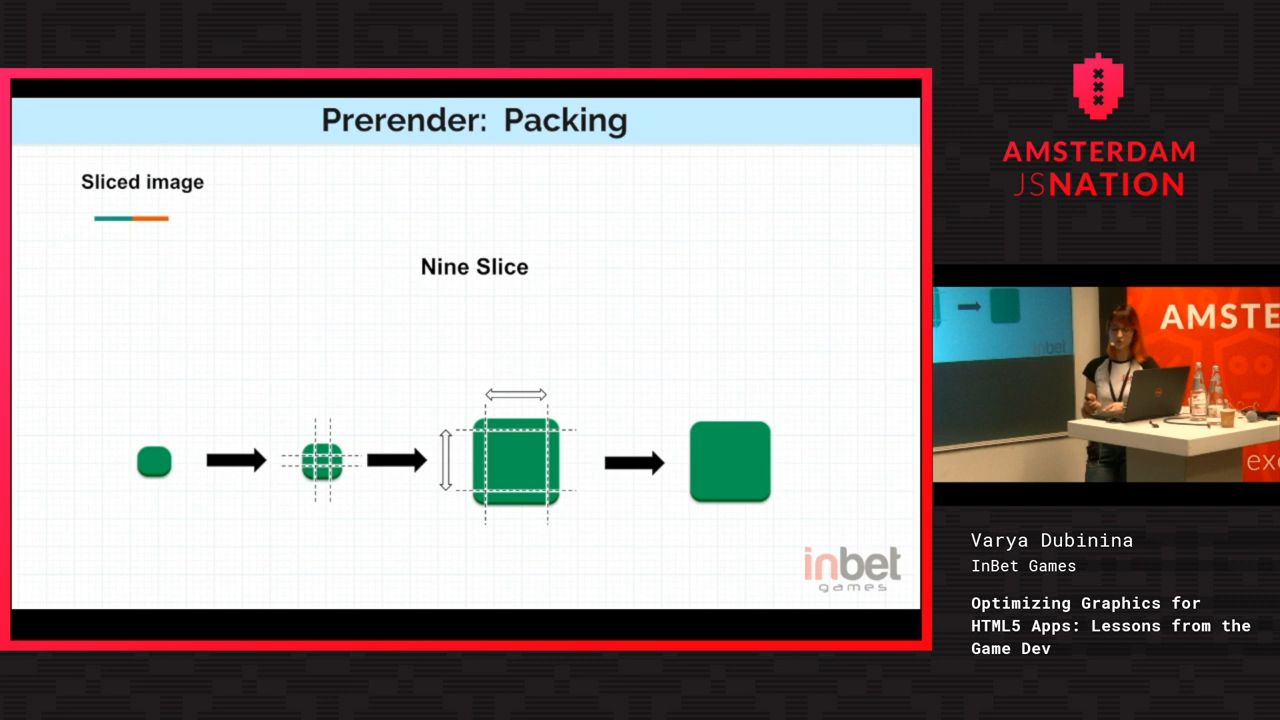 Prerender: Packing
Sliced image
Nine Slice
inbet
games
AMSTERDAM
JSNATION
inbet
AMSTE
exc
Varya Dubinina
InBet Games
Optimizing Graphics for
HTML5 Apps: Lessons from the
Game Dev